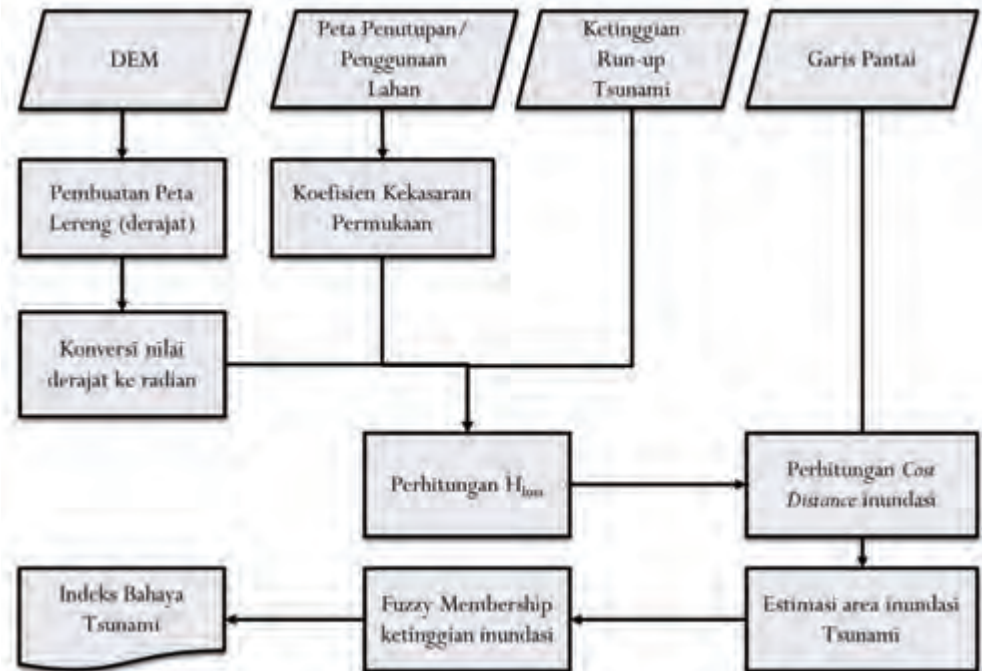 DEM
Peta Penutupan/
Penggunaan
Lahan
Ketinggian
Run-up
Tsunami
Garis Pantai
Pembuatan Peta
Lereng (derajat)
Koefisien Kekasaran
Permukaan
Konversi nilai
derajat ke radian
Perhitungan H_loss
Perhitungan Cost
Distance inundasi
Indeks Bahaya
Tsunami
Fuzzy Membership
ketinggian inundasi
Estimasi area inundasi
Tsunami